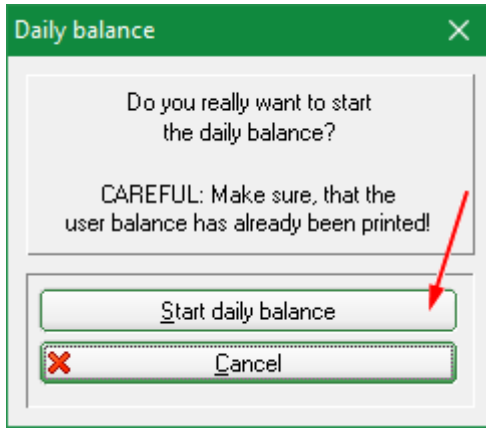 Daily balance
Do you really want to start
the daily balance?
CAREFUL: Make sure, that the
user balance has already been printed!
Start daily balance
Cancel